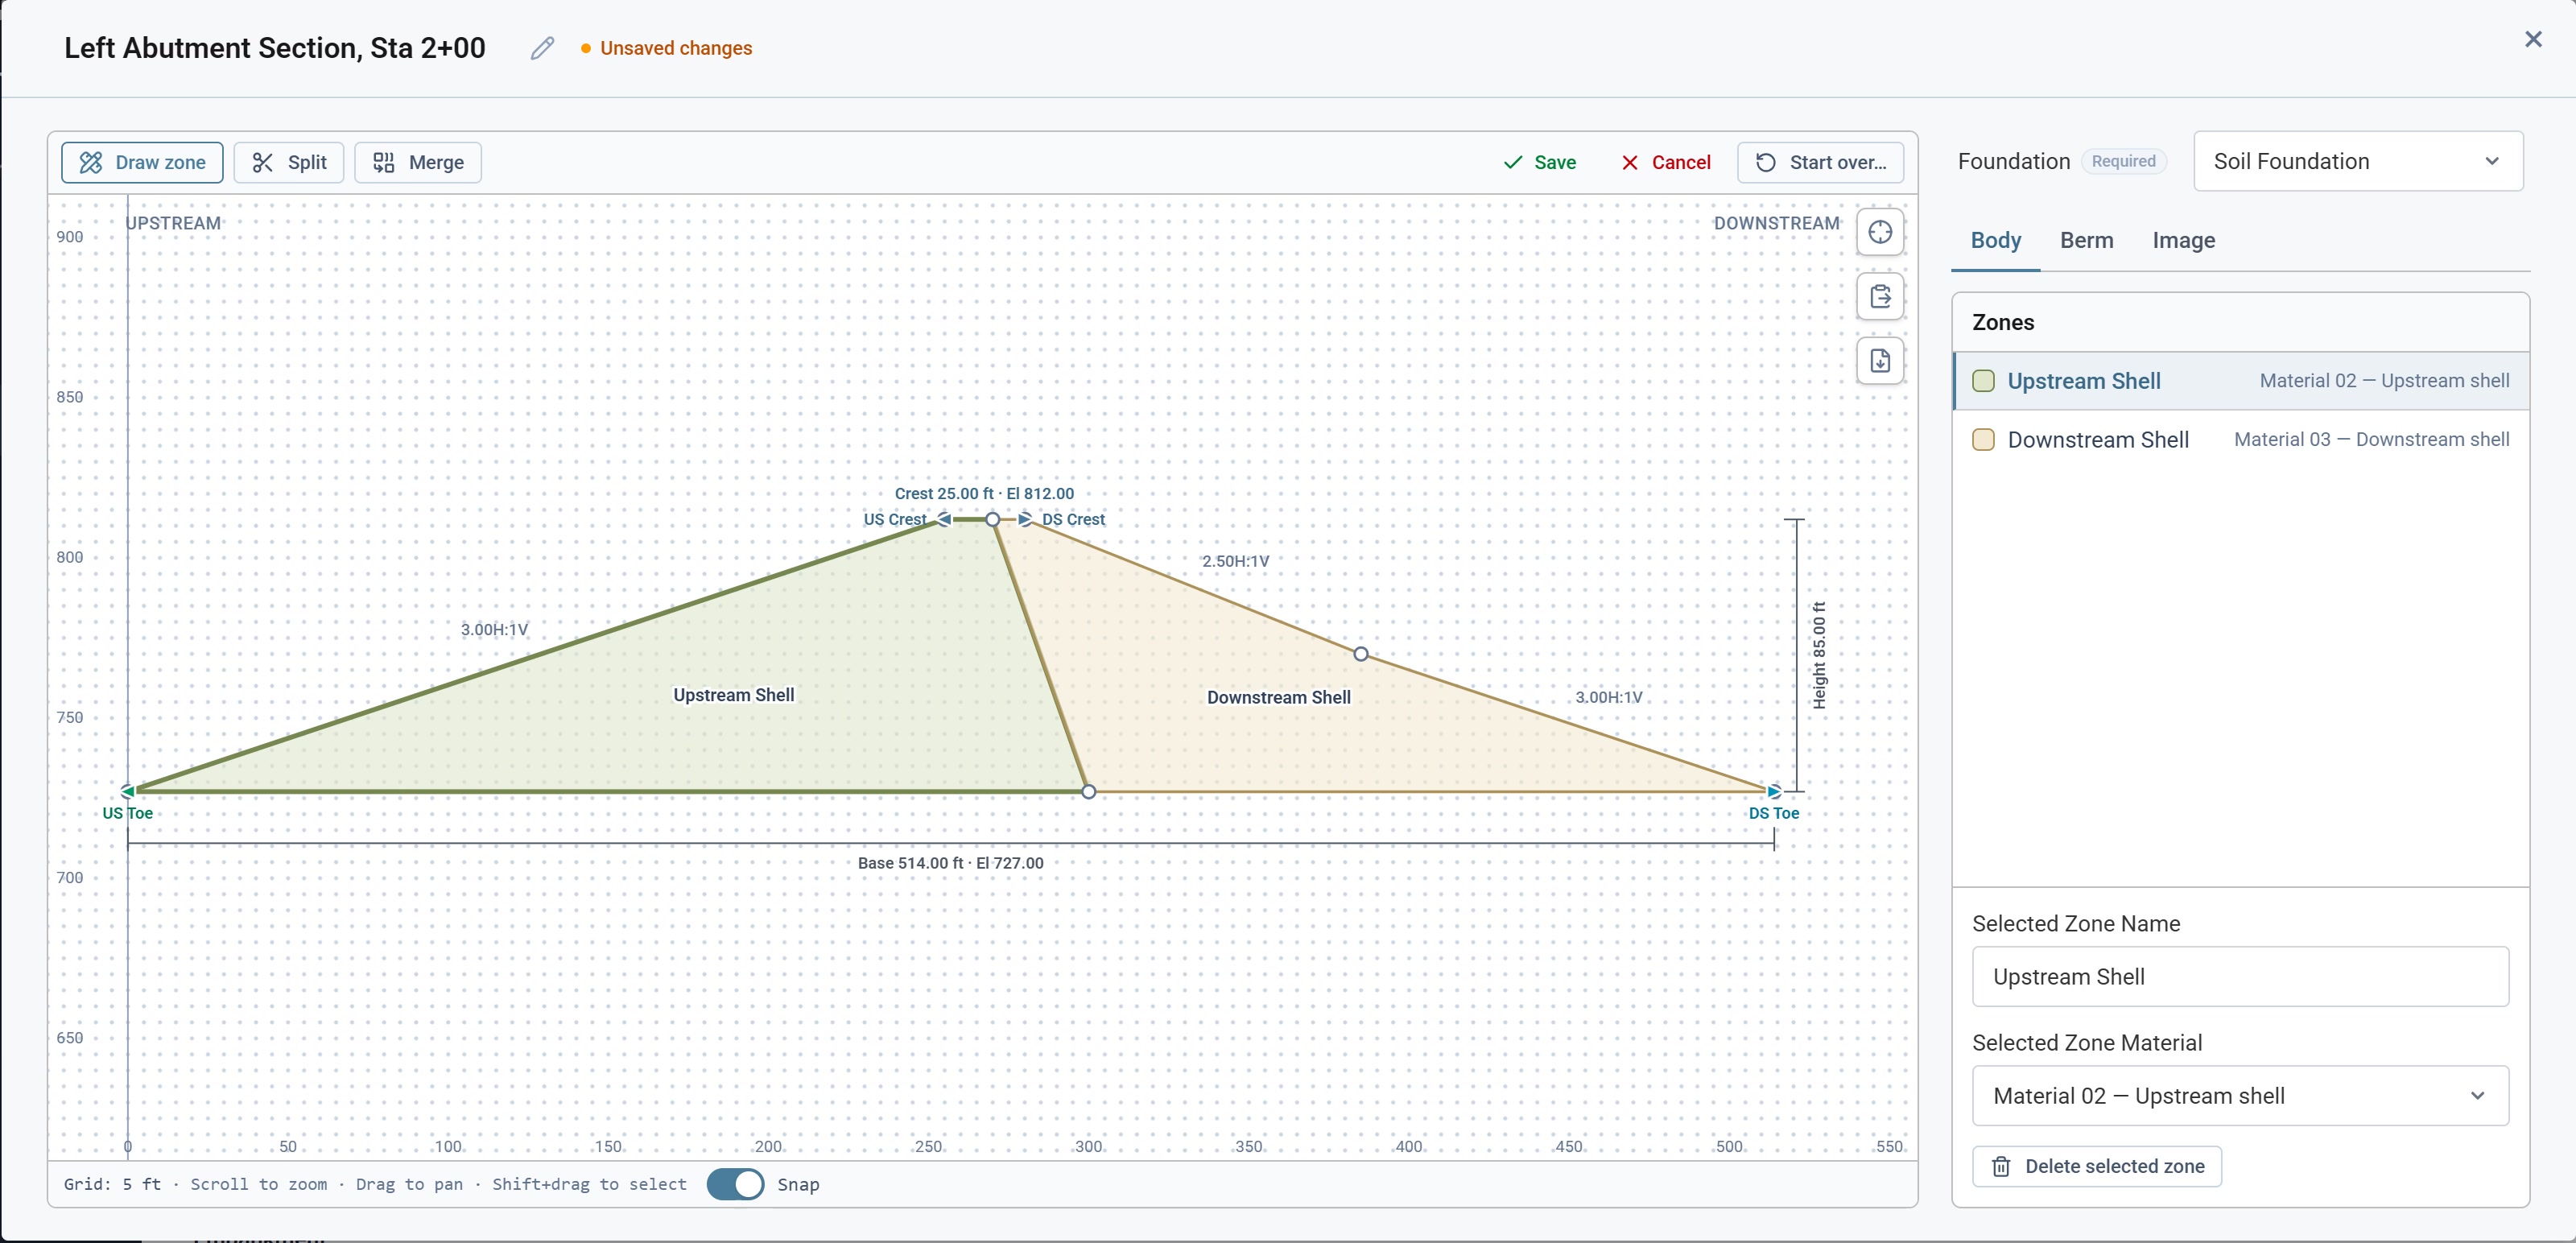 Left Abutment Section, Sta 2+00
Unsaved changes
Draw zone
Split
Merge
Save
Cancel
Start over...
Foundation
Required
Soil Foundation
Body
Berm
Image
Zones
Upstream Shell
Material 02 — Upstream shell
Downstream Shell
Material 03 — Downstream shell
UPSTREAM
DOWNSTREAM
900
850
800
750
700
650
Crest 25.00 ft · El 812.00
US Crest
DS Crest
2.50H:1V
3.00H:1V
Upstream Shell
Downstream Shell
3.00H:1V
Height 85.00 ft
US Toe
DS Toe
Base 514.00 ft · El 727.00
0
50
100
150
200
250
300
350
400
450
500
550
Grid: 5 ft · Scroll to zoom · Drag to pan · Shift+drag to select
Snap
Selected Zone Name
Upstream Shell
Selected Zone Material
Material 02 — Upstream shell
Delete selected zone